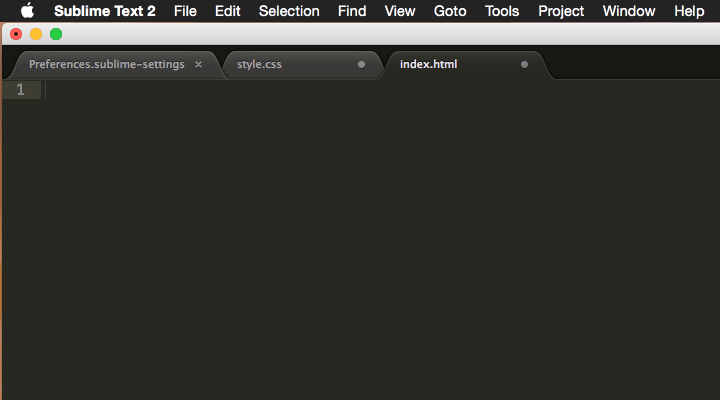 Sublime Text 2 File Edit Selection Find View Goto Tools Project Window Help
Preferences.sublime-settings × style.css index.html
1